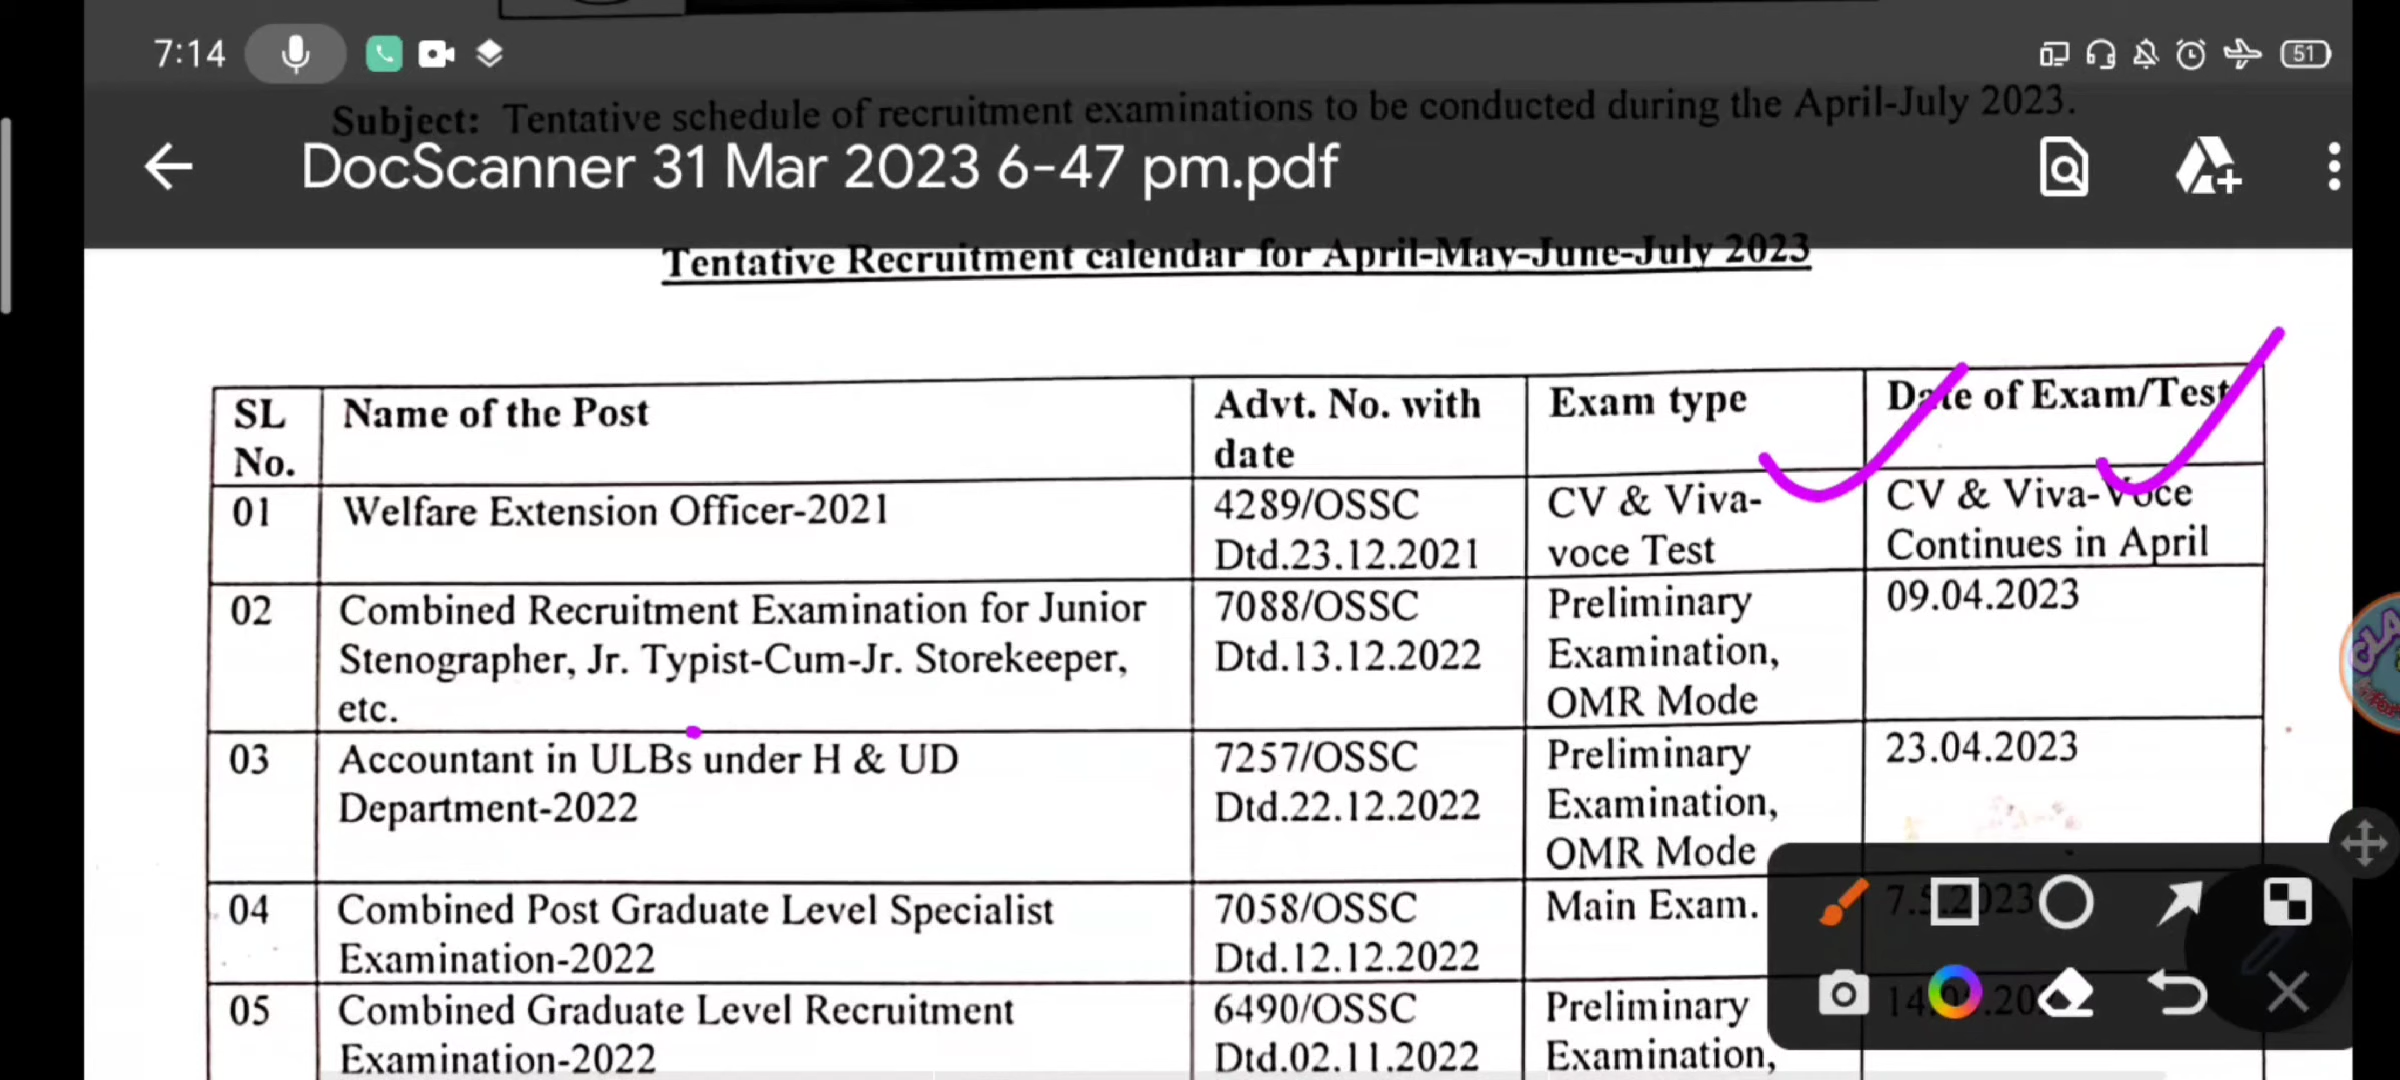 7:14
51
Subject: Tentative schedule of recruitment examinations to be conducted during the April-July 2023.
DocScanner 31 Mar 2023 6-47 pm.pdf
Tentative Recruitment calendar for April-May-June-July 2023
SL No. Name of the Post Advt. No. with date Exam type Date of Exam/Test
01 Welfare Extension Officer-2021 4289/OSSC Dtd.23.12.2021 CV & Viva-voce Test CV & Viva-Voce Continues in April
02 Combined Recruitment Examination for Junior Stenographer, Jr. Typist-Cum-Jr. Storekeeper, etc. 7088/OSSC Dtd.13.12.2022 Preliminary Examination, OMR Mode 09.04.2023
03 Accountant in ULBs under H & UD Department-2022 7257/OSSC Dtd.22.12.2022 Preliminary Examination, OMR Mode 23.04.2023
04 Combined Post Graduate Level Specialist Examination-2022 7058/OSSC Dtd.12.12.2022 Main Exam.
05 Combined Graduate Level Recruitment Examination-2022 6490/OSSC Dtd.02.11.2022 Preliminary Examination,